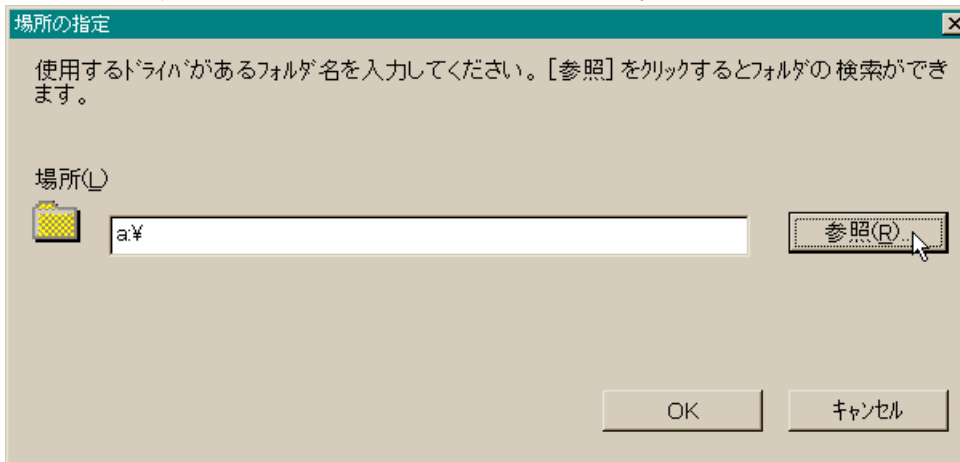 場所の指定
使用するﾄﾞﾗｲﾊﾞがあるﾌｫﾙﾀﾞ名を入力してください。［参照］をｸﾘｯｸするとﾌｫﾙﾀﾞの検索ができ
ます。
場所(L)
a:¥
参照(R)...
OK
ｷｬﾝｾﾙ